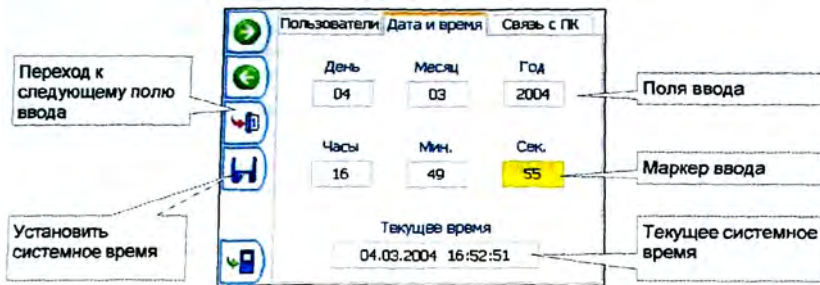 Пользователи Дата и время Связь с ПК
Переход к
следующему полю
ввода
День Месяц Год
04 03 2004
Поля ввода
Часы Мин. Сек.
16 49 55
Маркер ввода
Установить
системное время
Текущее время
04.03.2004 16:52:51
Текущее системное
время